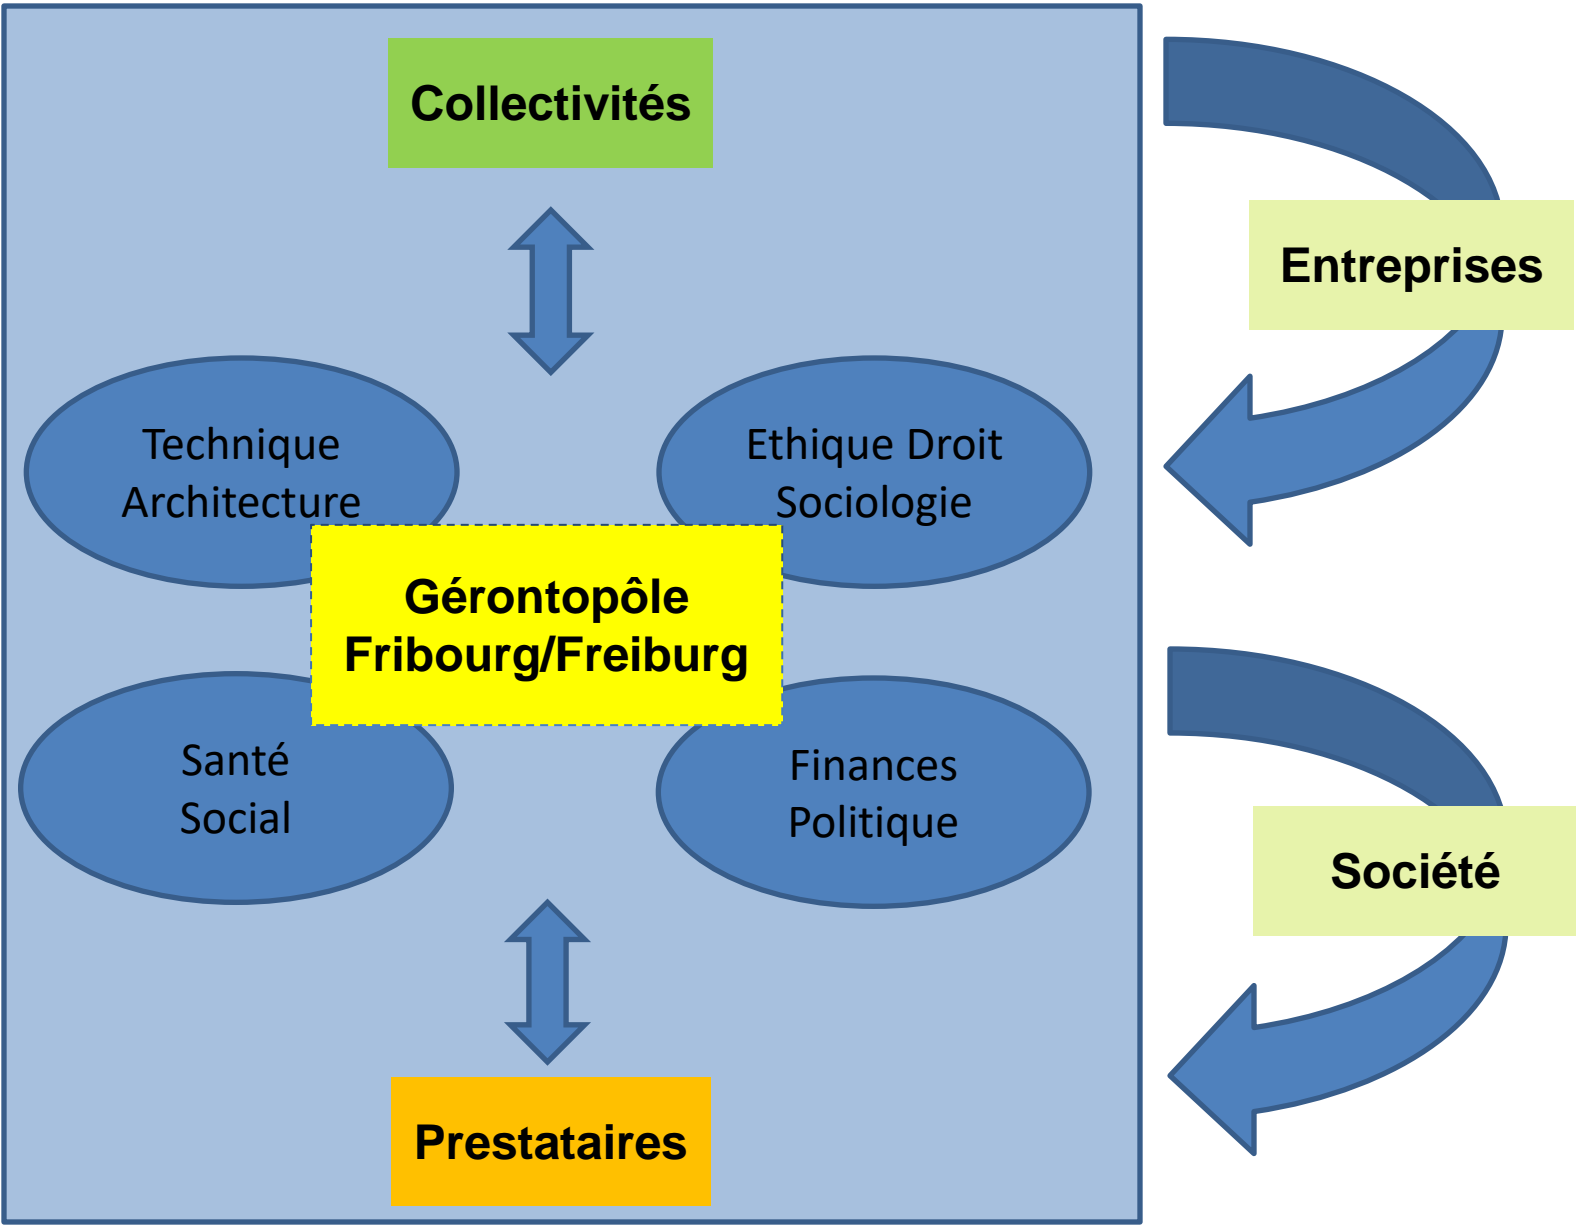 Collectivités
Entreprises
Technique
Architecture
Ethique Droit
Sociologie
Gérontopôle
Fribourg/Freiburg
Santé
Social
Finances
Politique
Société
Prestataires